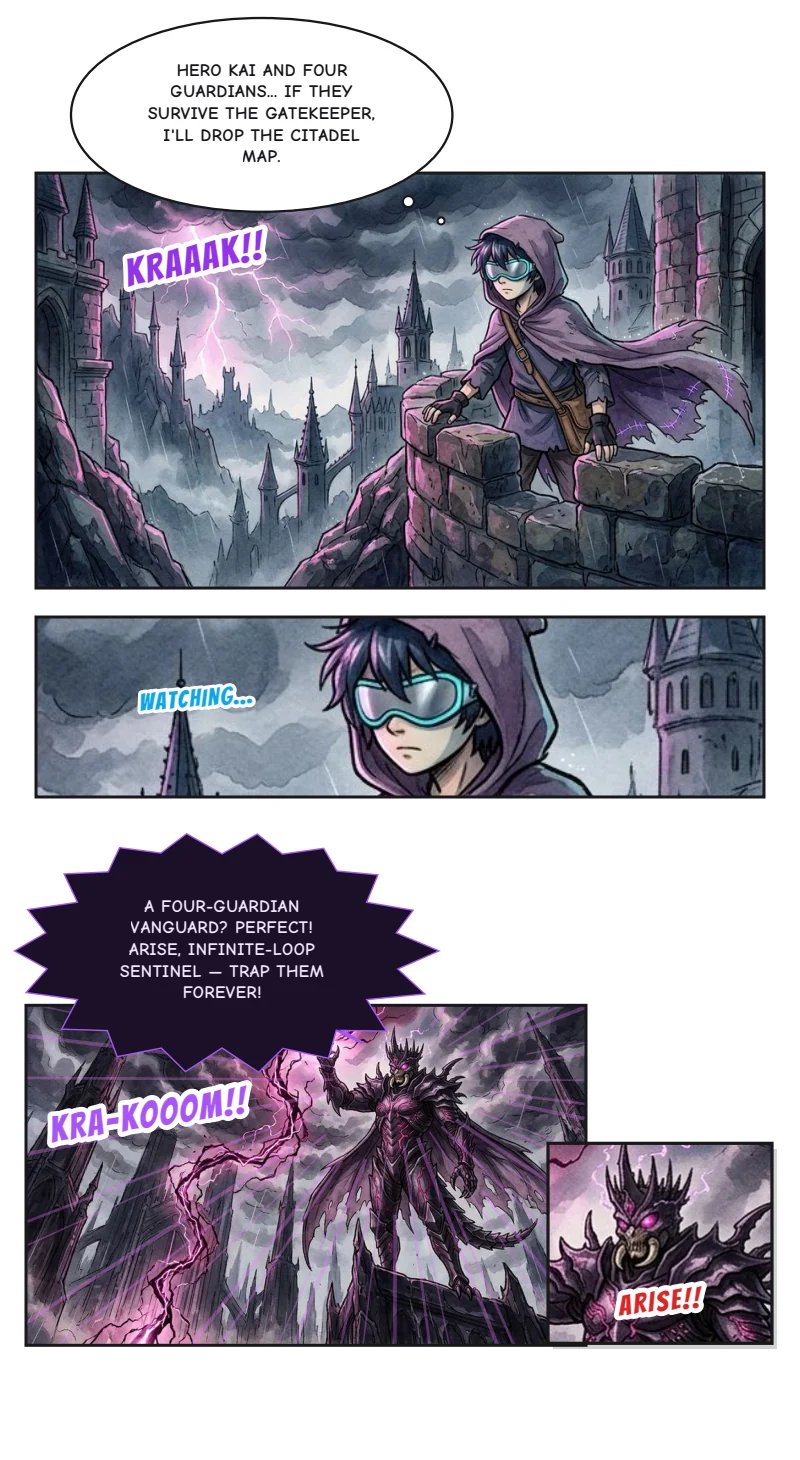 HERO KAI AND FOUR
GUARDIANS... IF THEY
SURVIVE THE GATEKEEPER,
I'LL DROP THE CITADEL
MAP.
KRAAAK!!
WATCHING...
A FOUR-GUARDIAN
VANGUARD? PERFECT!
ARISE, INFINITE-LOOP
SENTINEL — TRAP THEM
FOREVER!
KRA-KOOOM!!
ARISE!!